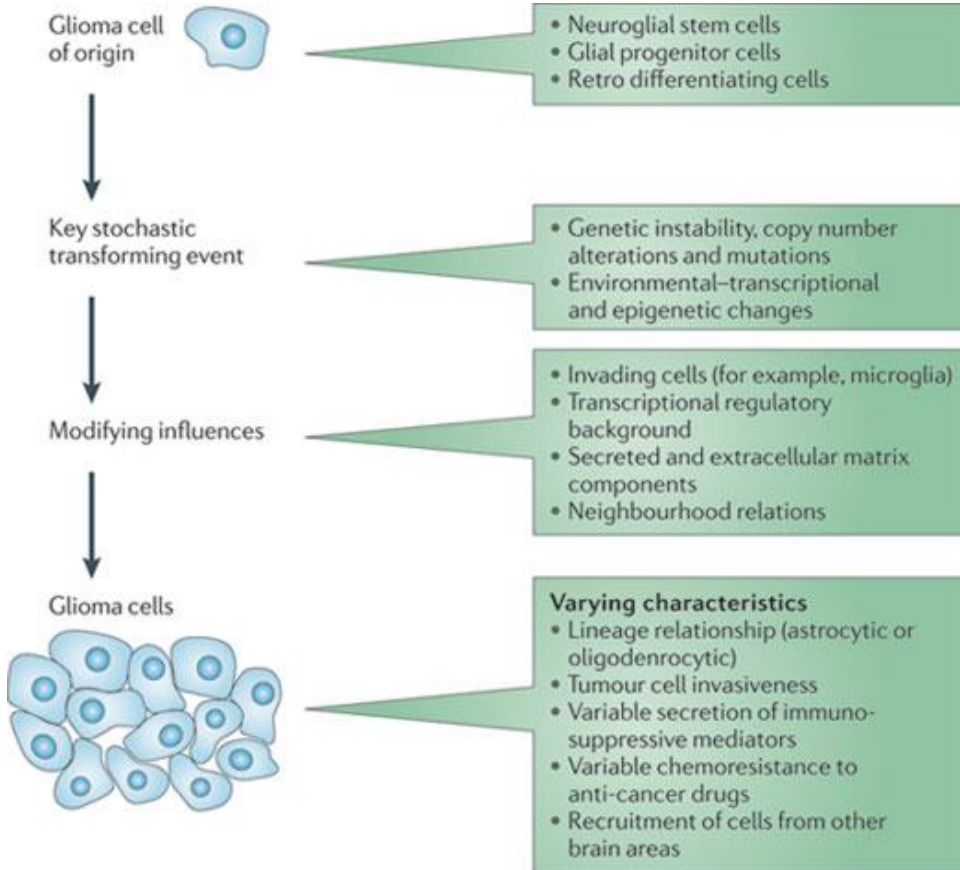 Glioma cell
of origin
• Neuroglial stem cells
• Glial progenitor cells
• Retro differentiating cells
Key stochastic
transforming event
• Genetic instability, copy number
alterations and mutations
• Environmental–transcriptional
and epigenetic changes
Modifying influences
• Invading cells (for example, microglia)
• Transcriptional regulatory
background
• Secreted and extracellular matrix
components
• Neighbourhood relations
Glioma cells
Varying characteristics
• Lineage relationship (astrocytic or
oligodenrocytic)
• Tumour cell invasiveness
• Variable secretion of immuno-
suppressive mediators
• Variable chemoresistance to
anti-cancer drugs
• Recruitment of cells from other
brain areas